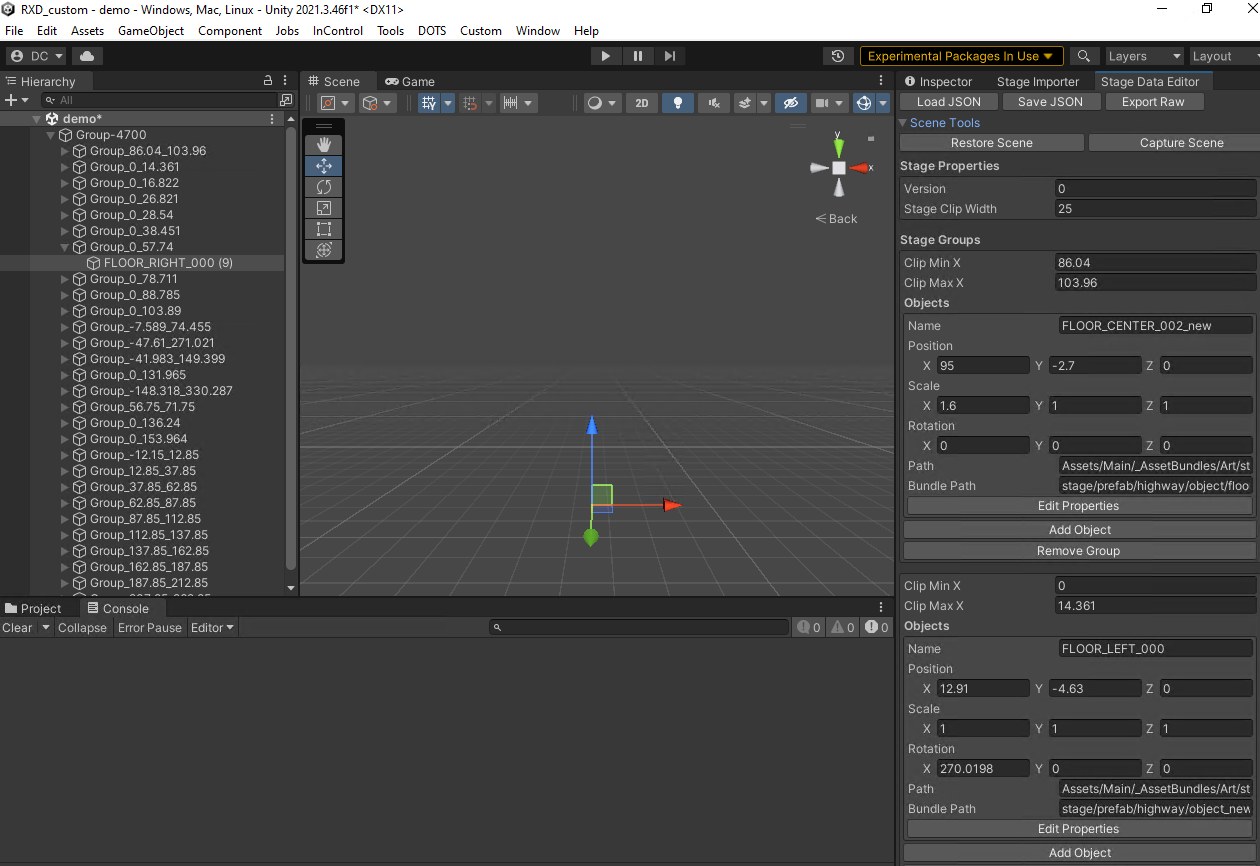 RXD_custom - demo - Windows, Mac, Linux - Unity 2021.3.46f1* <DX11>
File Edit Assets GameObject Component Jobs InControl Tools DOTS Custom Window Help
DC Experimental Packages In Use Layers Layout
Hierarchy
All
demo*
Group-4700
Group_86.04_103.96
Group_0_14.361
Group_0_16.822
Group_0_26.821
Group_0_28.54
Group_0_38.451
Group_0_57.74
FLOOR_RIGHT_000 (9)
Group_0_78.711
Group_0_88.785
Group_0_103.89
Group_-7.589_74.455
Group_-47.61_271.021
Group_-41.983_149.399
Group_0_131.965
Group_-148.318_330.287
Group_56.75_71.75
Group_0_136.24
Group_0_153.964
Group_-12.15_12.85
Group_12.85_37.85
Group_37.85_62.85
Group_62.85_87.85
Group_87.85_112.85
Group_112.85_137.85
Group_137.85_162.85
Group_162.85_187.85
Group_187.85_212.85
Scene Game
2D
y
x
Back
Project Console
Clear Collapse Error Pause Editor 0 0 0
Inspector Stage Importer Stage Data Editor
Load JSON Save JSON Export Raw
Scene Tools
Restore Scene Capture Scene
Stage Properties
Version 0
Stage Clip Width 25
Stage Groups
Clip Min X 86.04
Clip Max X 103.96
Objects
Name FLOOR_CENTER_002_new
Position
X 95 Y -2.7 Z 0
Scale
X 1.6 Y 1 Z 1
Rotation
X 0 Y 0 Z 0
Path Assets/Main/_AssetBundles/Art/st
Bundle Path stage/prefab/highway/object/floo
Edit Properties
Add Object
Remove Group
Clip Min X 0
Clip Max X 14.361
Objects
Name FLOOR_LEFT_000
Position
X 12.91 Y -4.63 Z 0
Scale
X 1 Y 1 Z 1
Rotation
X 270.0198 Y 0 Z 0
Path Assets/Main/_AssetBundles/Art/st
Bundle Path stage/prefab/highway/object_new
Edit Properties
Add Object